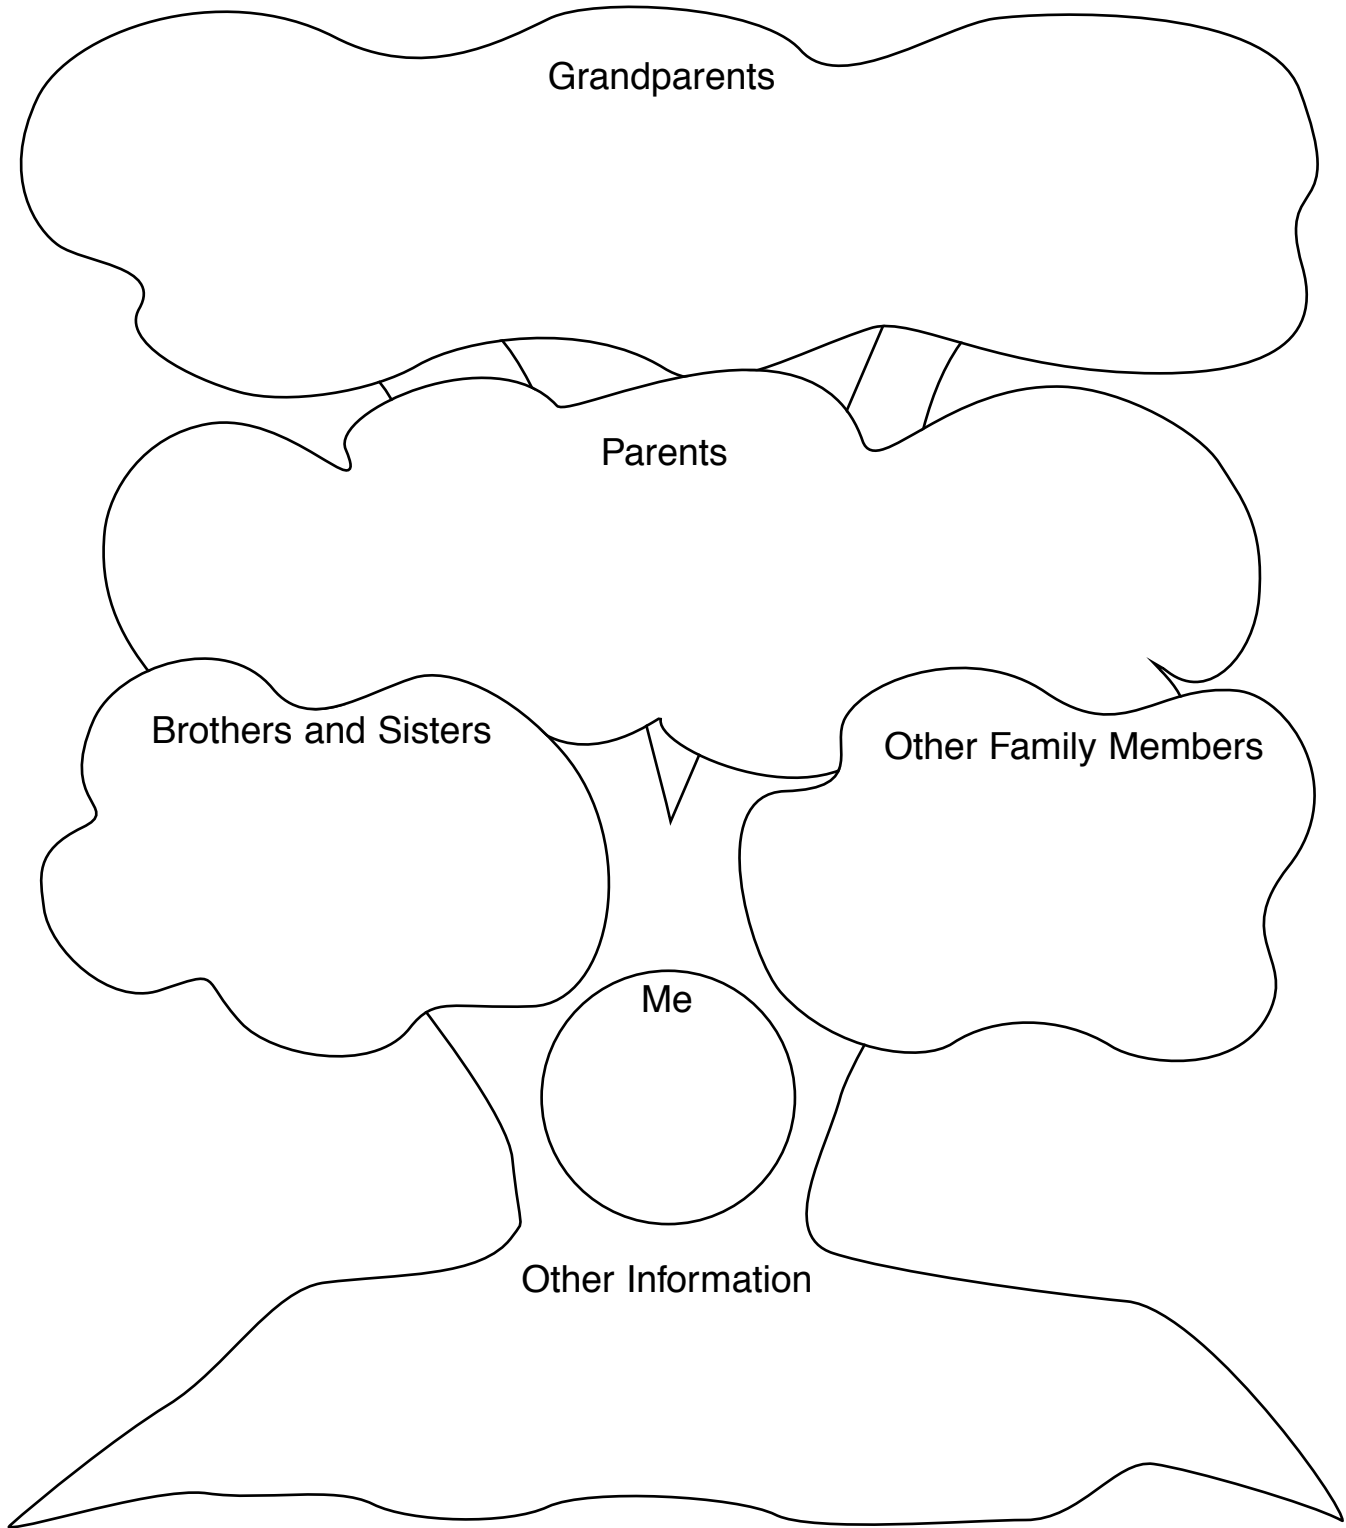 Grandparents
Parents
Brothers and Sisters
Other Family Members
Me
Other Information